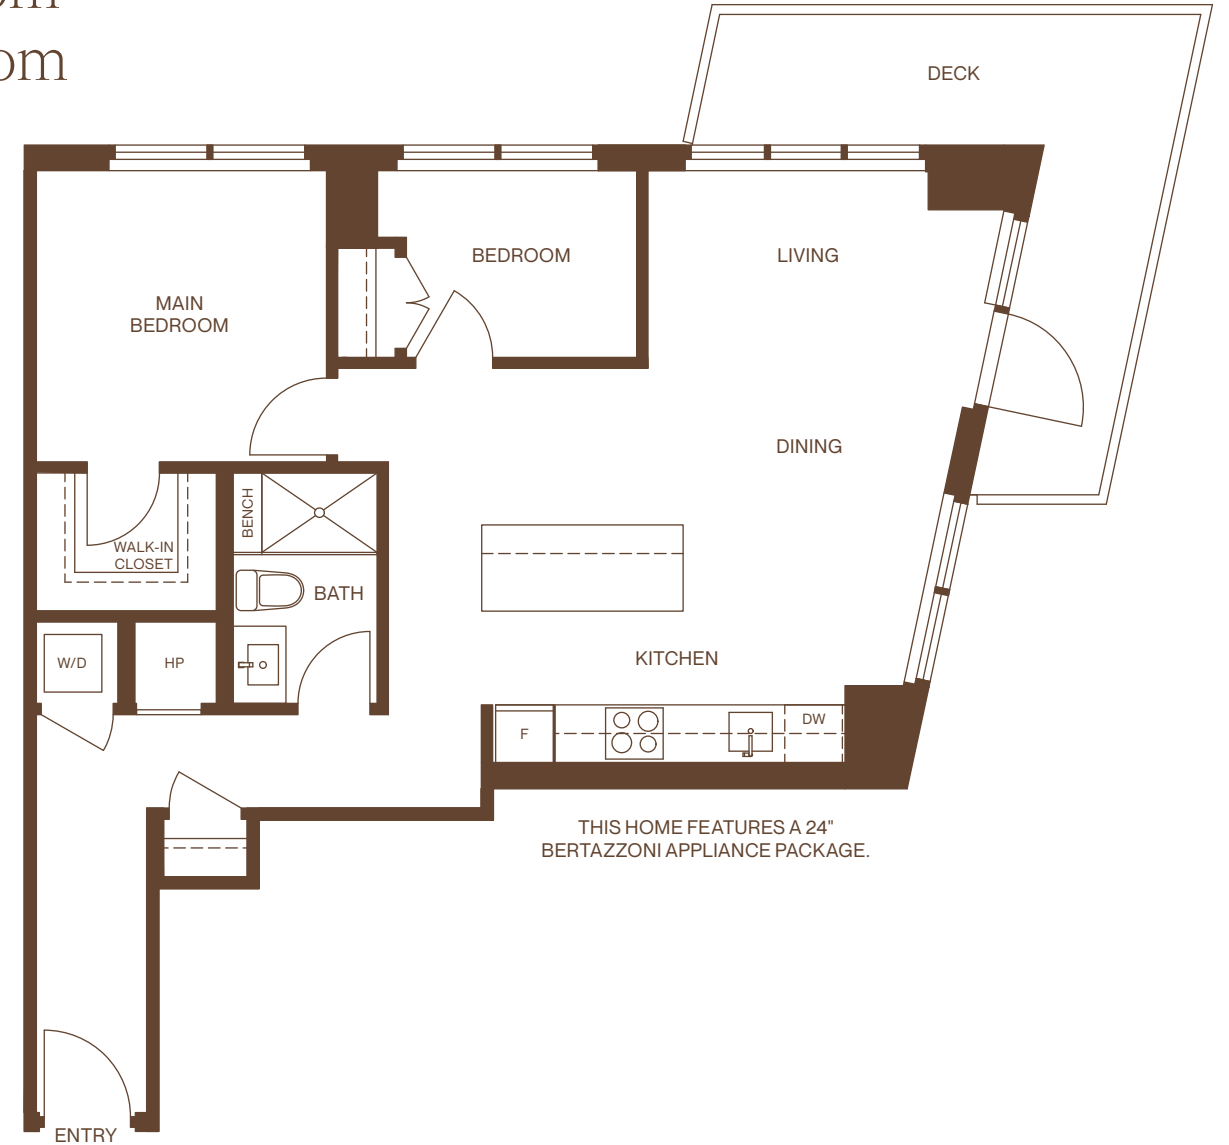 DECK
BEDROOM
LIVING
MAIN
BEDROOM
DINING
BENCH
WALK-IN
CLOSET
BATH
W/D
HP
KITCHEN
F
DW
THIS HOME FEATURES A 24"
BERTAZZONI APPLIANCE PACKAGE.
ENTRY